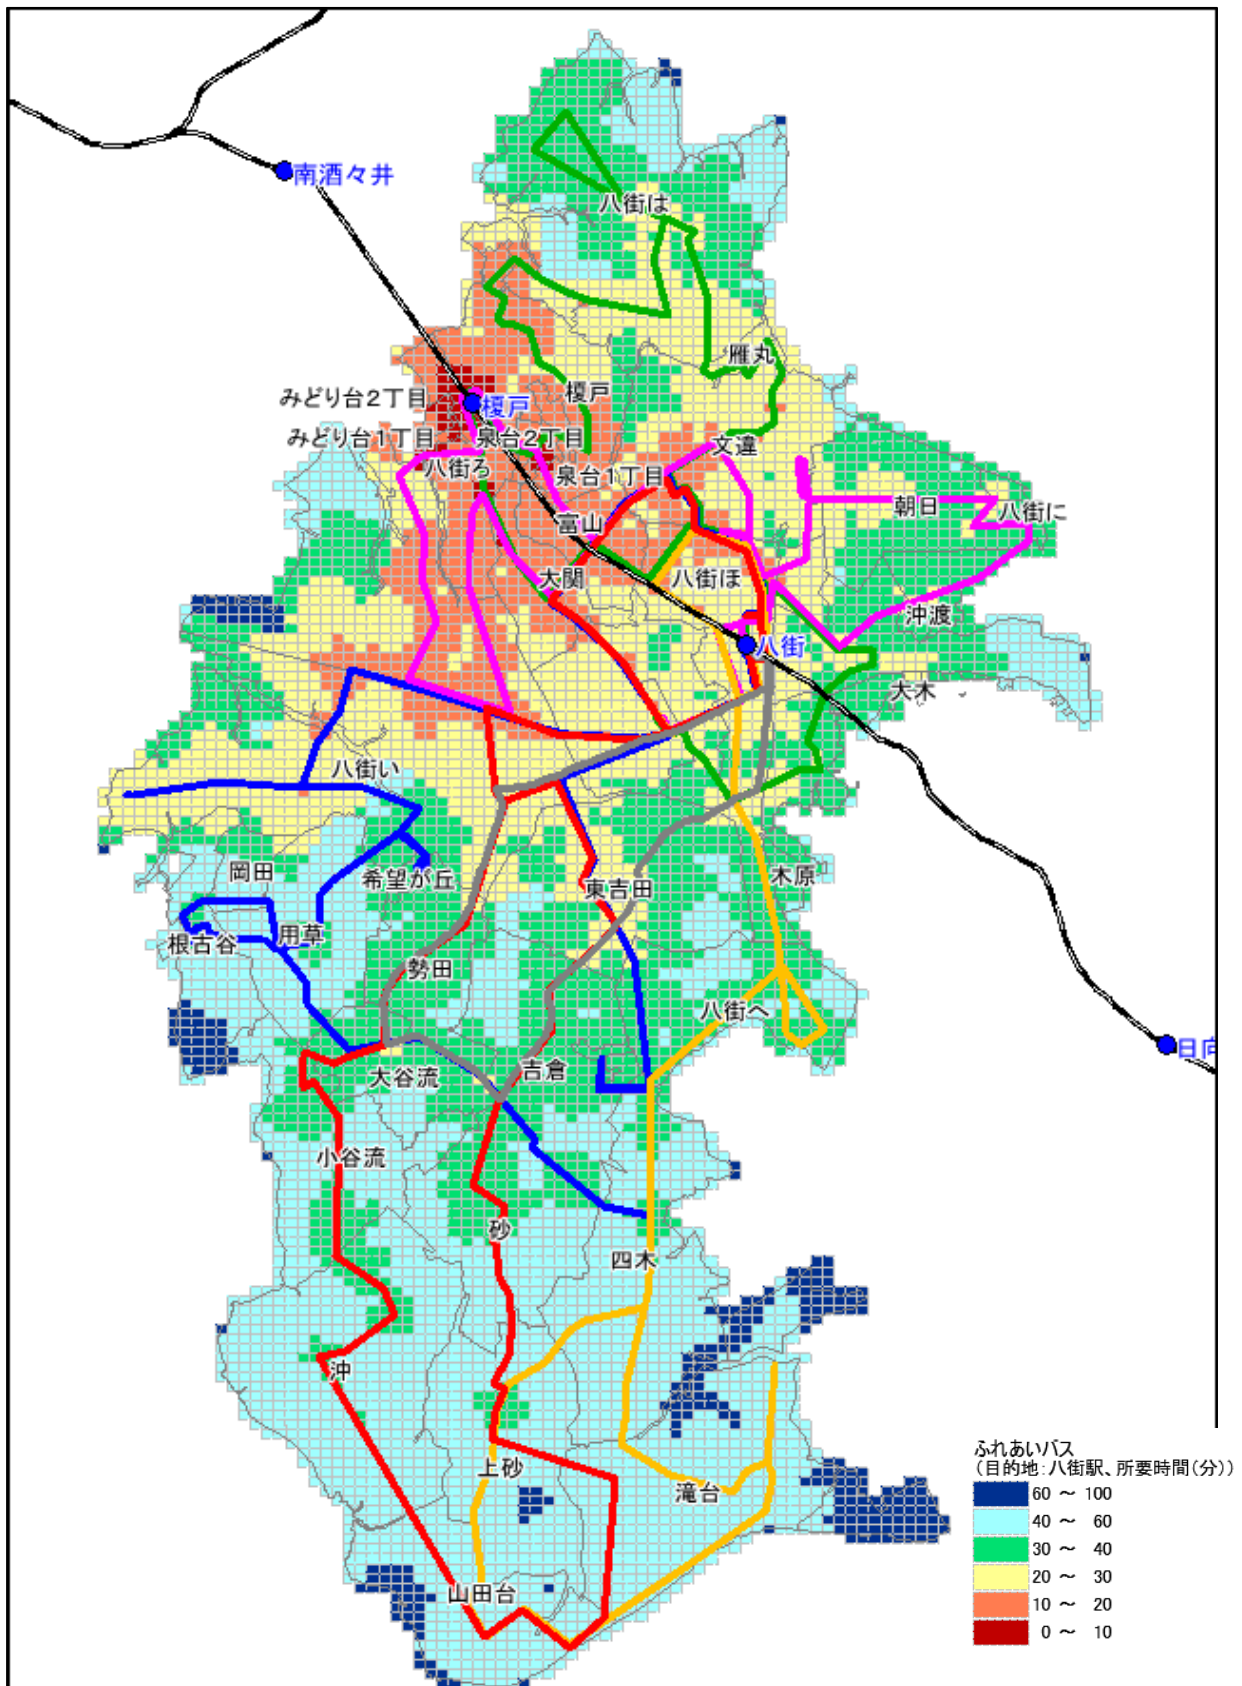 南酒々井
八街は
雁丸
みどり台2丁目
榎戸
榎戸
みどり台1丁目
泉台2丁目
文違
八街ろ
泉台1丁目
朝日
八街に
富山
大関
八街ほ
沖渡
八街
大木
八街い
岡田
希望が丘
東吉田
木原
根古谷
用草
勢田
八街へ
日向
大谷流
吉倉
小谷流
砂
四木
沖
上砂
滝台
山田台
ふれあいバス
(目的地:八街駅、所要時間(分))
60 ～ 100
40 ～ 60
30 ～ 40
20 ～ 30
10 ～ 20
0 ～ 10